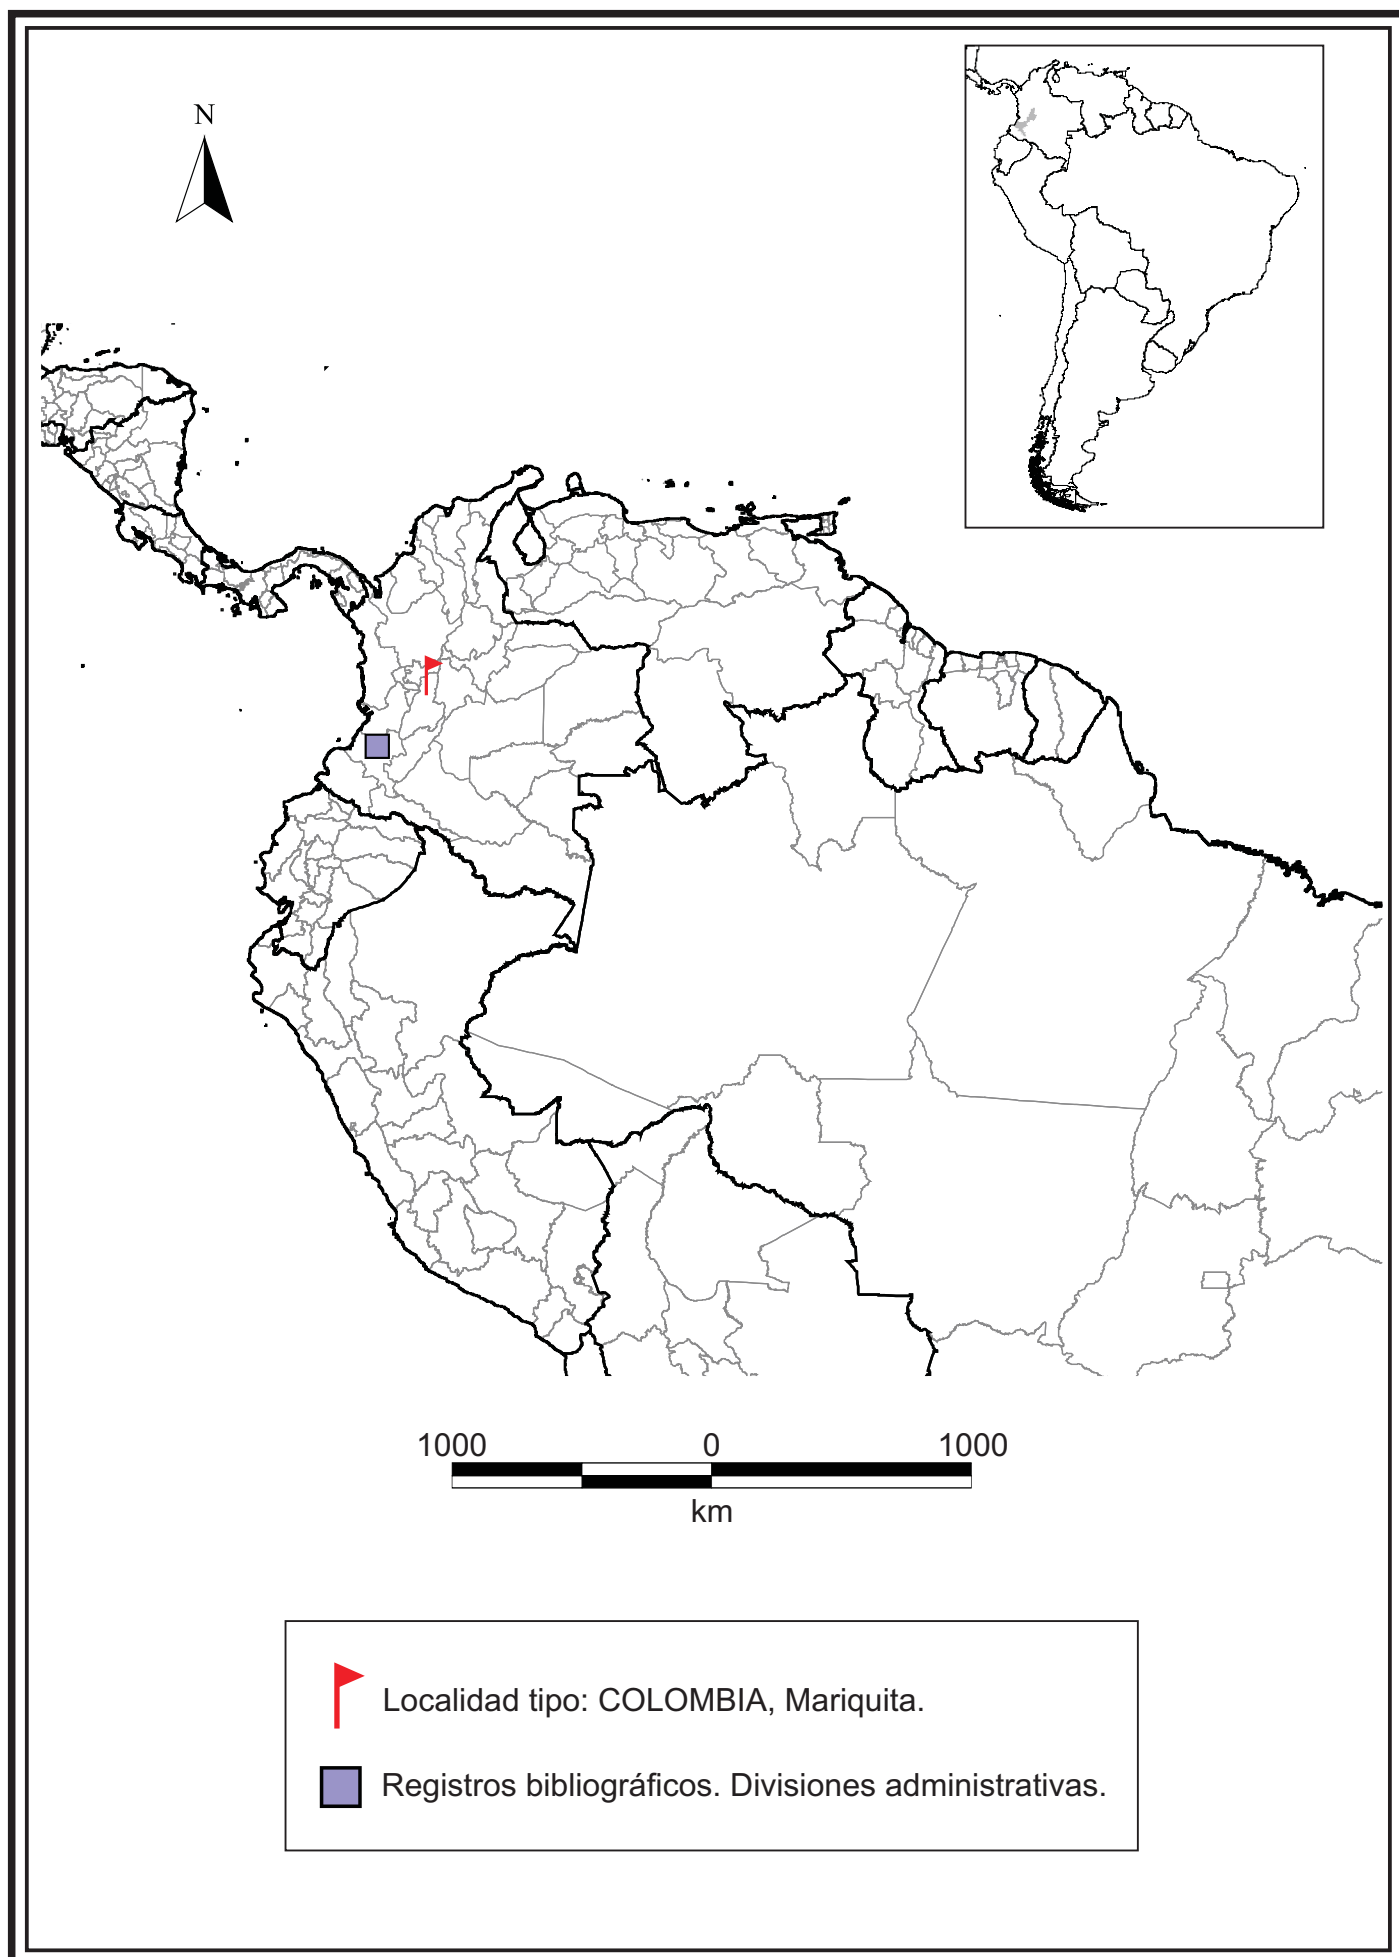 N
1000 0 1000
km
Localidad tipo: COLOMBIA, Mariquita.
Registros bibliográficos. Divisiones administrativas.